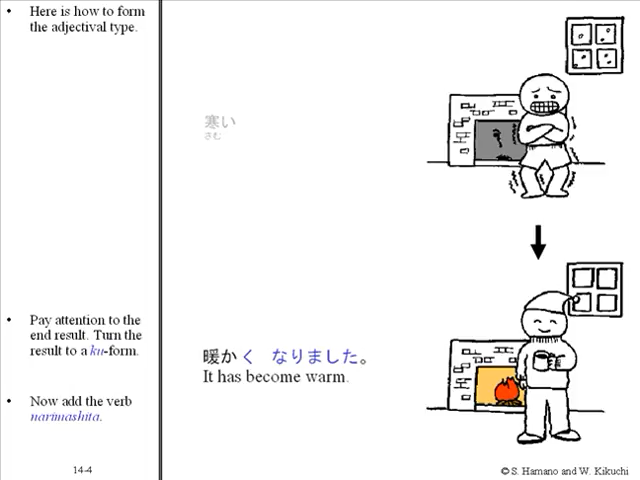 • Here is how to form
the adjectival type.
寒い
さむ
• Pay attention to the
end result. Turn the
result to a ku-form.
暖かく なりました。
It has become warm.
• Now add the verb
narimashita.
14-4
© S. Hamano and W. Kikuchi